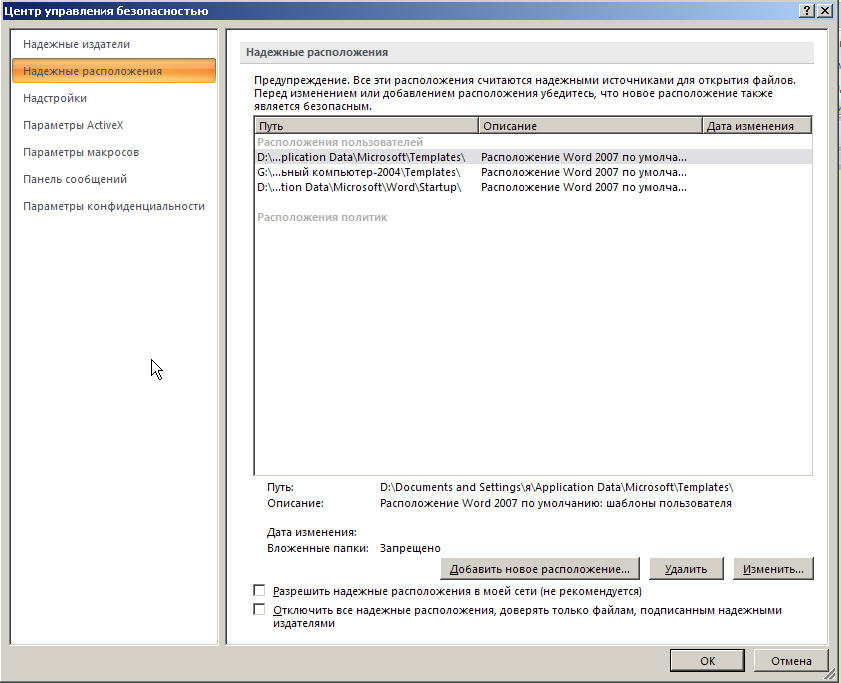 Центр управления безопасностью
Надежные издатели
Надежные расположения
Надстройки
Параметры ActiveX
Параметры макросов
Панель сообщений
Параметры конфиденциальности
Надежные расположения
Предупреждение. Все эти расположения считаются надежными источниками для открытия файлов.
Перед изменением или добавлением расположения убедитесь, что новое расположение также
является безопасным.
Путь Описание Дата изменения
Расположения пользователей
D:\...plication Data\Microsoft\Templates\ Расположение Word 2007 по умолча...
G:\...ьный компьютер-2004\Templates\ Расположение Word 2007 по умолча...
D:\...tion Data\Microsoft\Word\Startup\ Расположение Word 2007 по умолча...
Расположения политик
Путь: D:\Documents and Settings\я\Application Data\Microsoft\Templates\
Описание: Расположение Word 2007 по умолчанию: шаблоны пользователя
Дата изменения:
Вложенные папки: Запрещено
Добавить новое расположение... Удалить Изменить...
Разрешить надежные расположения в моей сети (не рекомендуется)
Отключить все надежные расположения, доверять только файлам, подписанным надежными
издателями
ОК Отмена